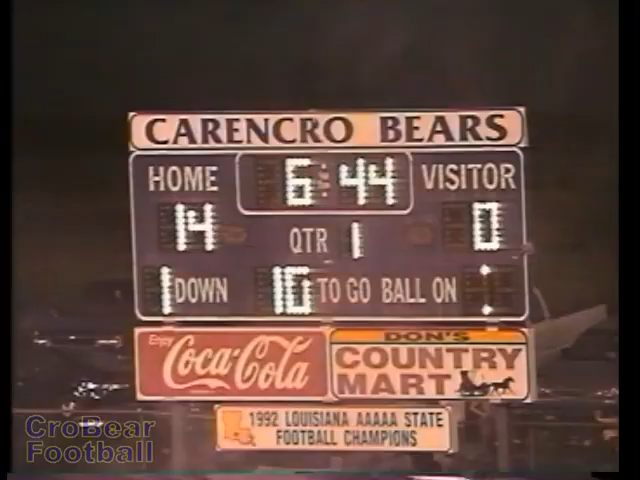 CARENCRO BEARS
HOME 6:44 VISITOR
14 QTR 1 0
1 DOWN 10 TO GO BALL ON
Enjoy
Coca-Cola
DON'S
COUNTRY
MART
1992 LOUISIANA AAAAA STATE
FOOTBALL CHAMPIONS
CroBear
Football